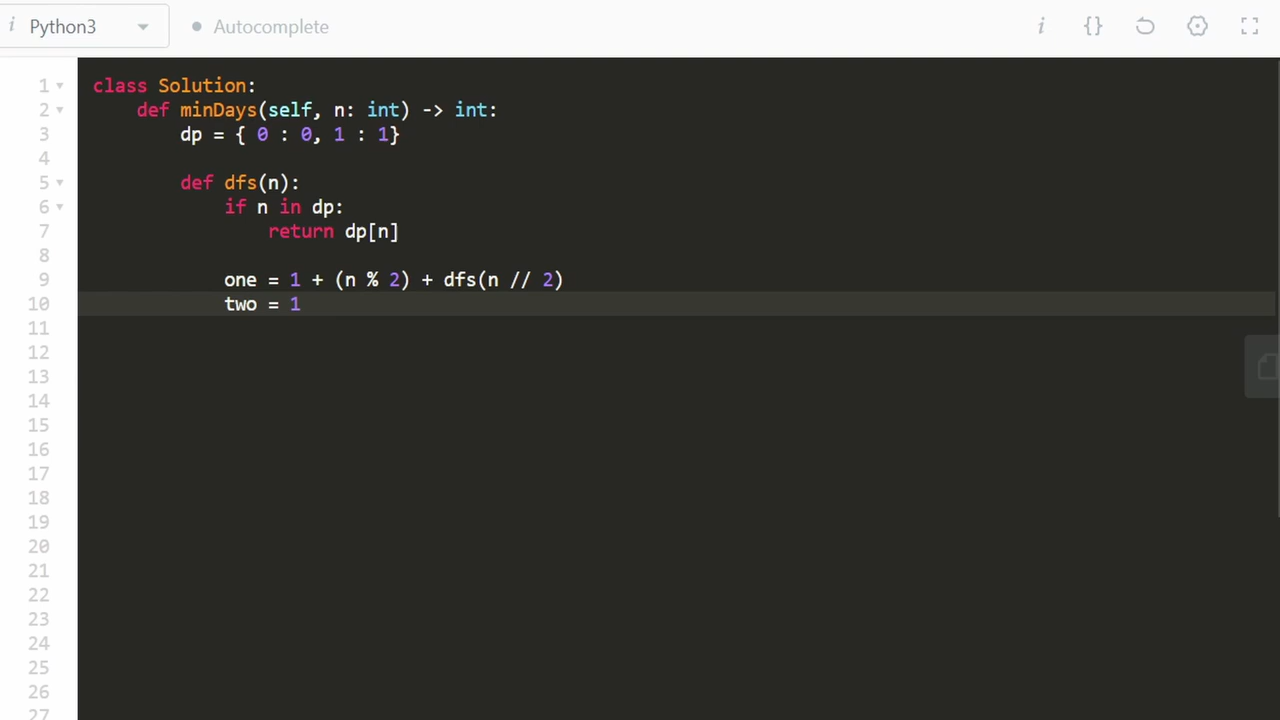 i Python3 Autocomplete i {}
1 class Solution:
2 def minDays(self, n: int) -> int:
3 dp = { 0 : 0, 1 : 1}
4
5 def dfs(n):
6 if n in dp:
7 return dp[n]
8
9 one = 1 + (n % 2) + dfs(n // 2)
10 two = 1
11
12
13
14
15
16
17
18
19
20
21
22
23
24
25
26
27